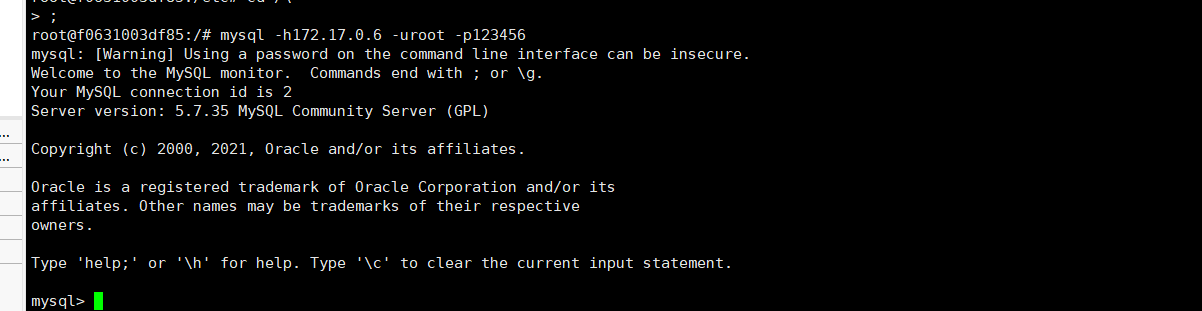 > ;
root@f0631003df85:/# mysql -h172.17.0.6 -uroot -p123456
mysql: [Warning] Using a password on the command line interface can be insecure.
Welcome to the MySQL monitor.  Commands end with ; or \g.
Your MySQL connection id is 2
Server version: 5.7.35 MySQL Community Server (GPL)
Copyright (c) 2000, 2021, Oracle and/or its affiliates.
Oracle is a registered trademark of Oracle Corporation and/or its
affiliates. Other names may be trademarks of their respective
owners.
Type 'help;' or '\h' for help. Type '\c' to clear the current input statement.
mysql>